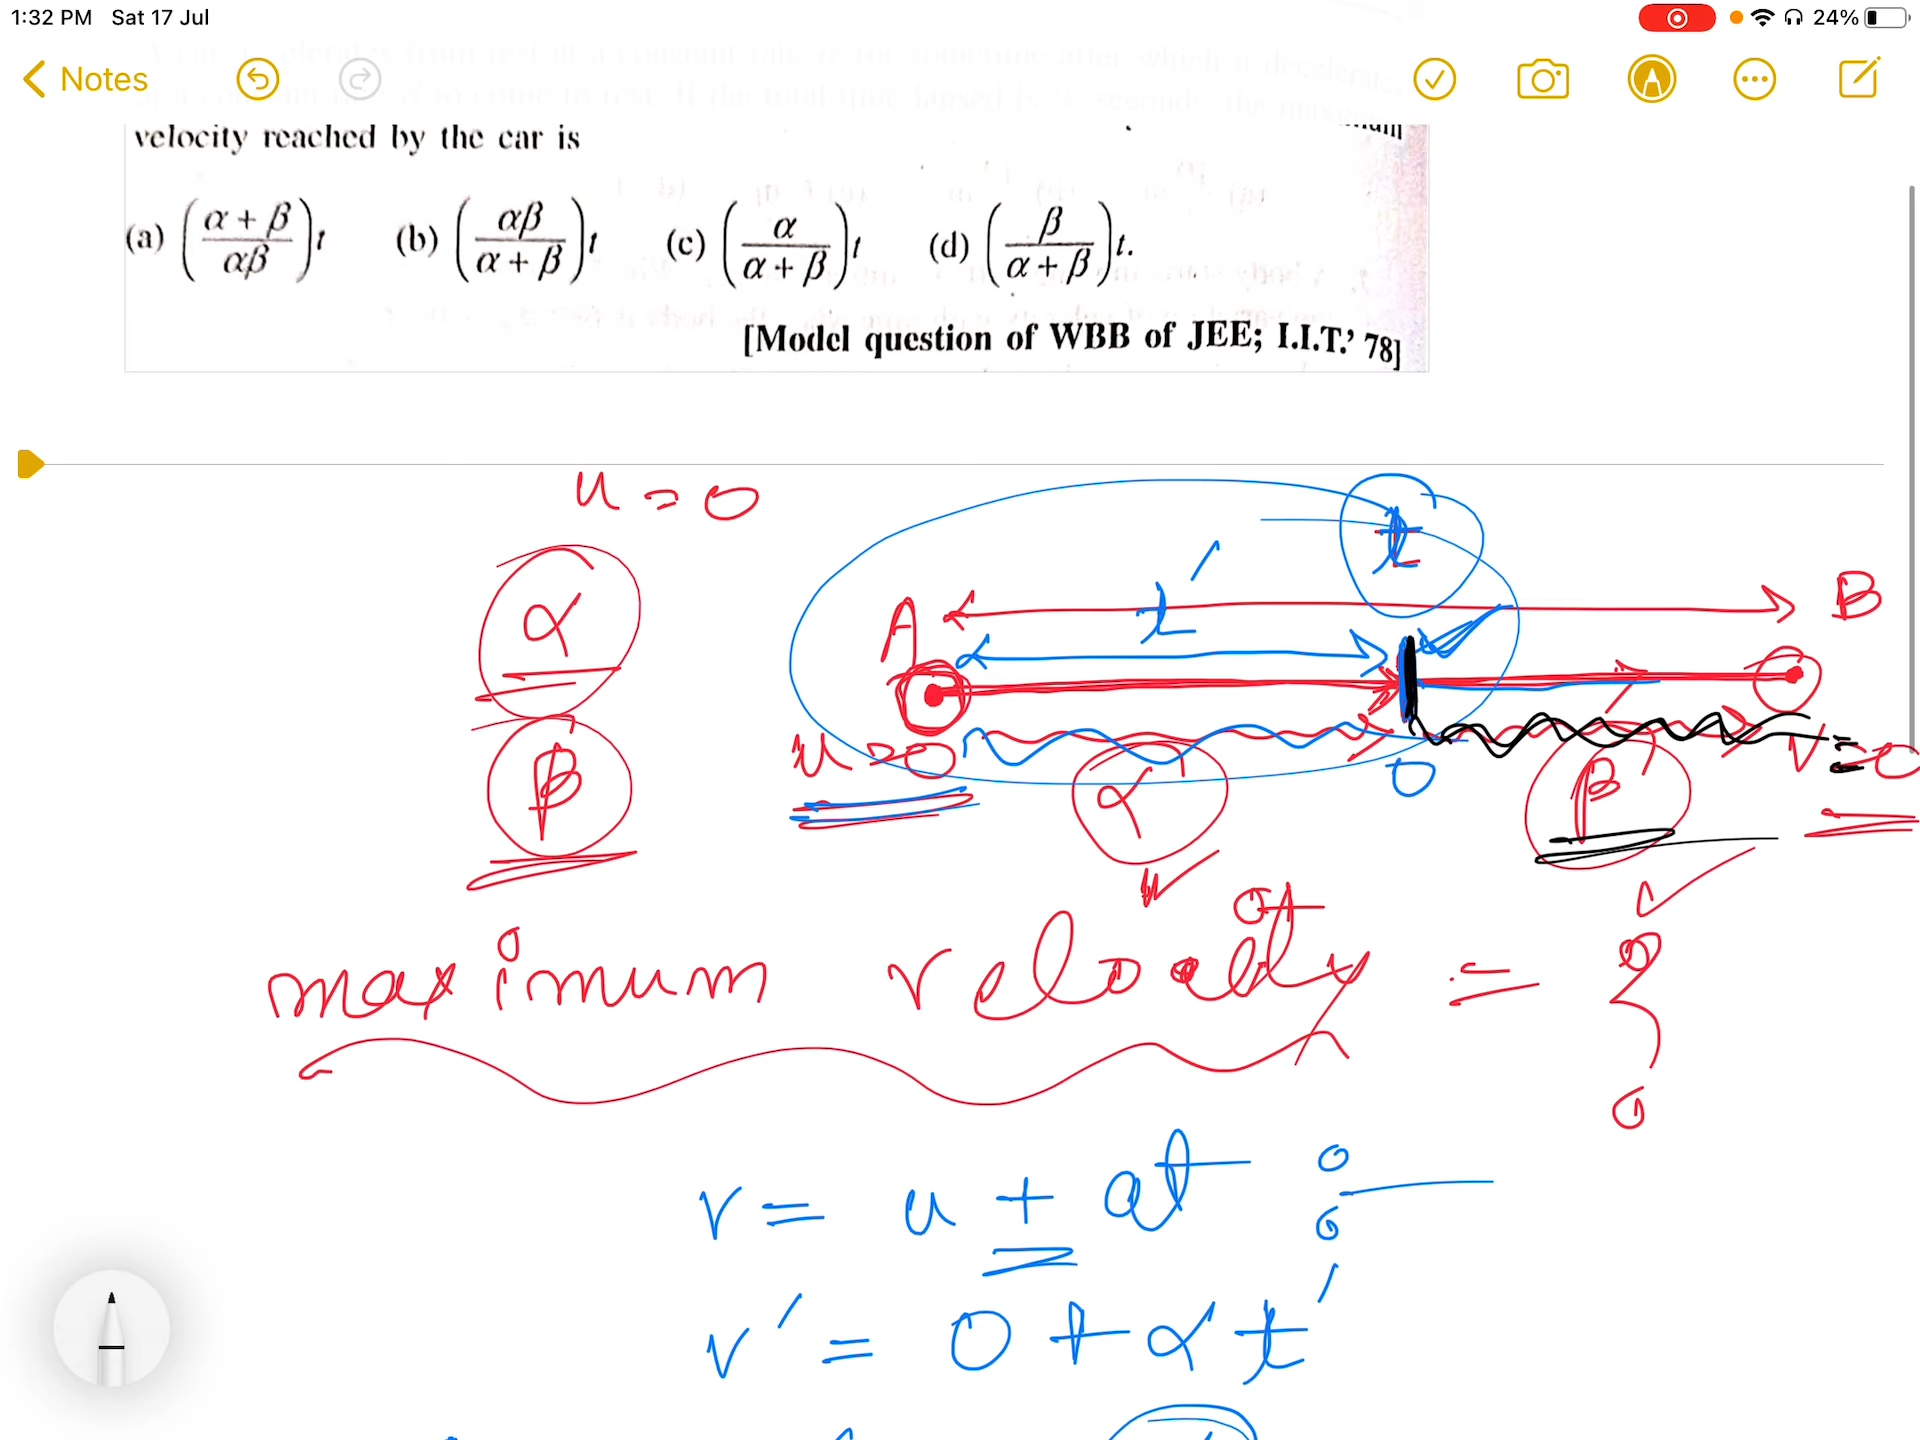 1:32 PM Sat 17 Jul
24%
Notes
velocity reached by the car is
(a) (α + β / αβ) t (b) (αβ / α + β) t (c) (α / α + β) t (d) (β / α + β) t.
[Model question of WBB of JEE; I.I.T.' 78]
u = 0
t
α
t'
A
B
β
u = 0
α
O
β
v = 0
maximum velocity = ?
v = u + at
v' = 0 + αt'